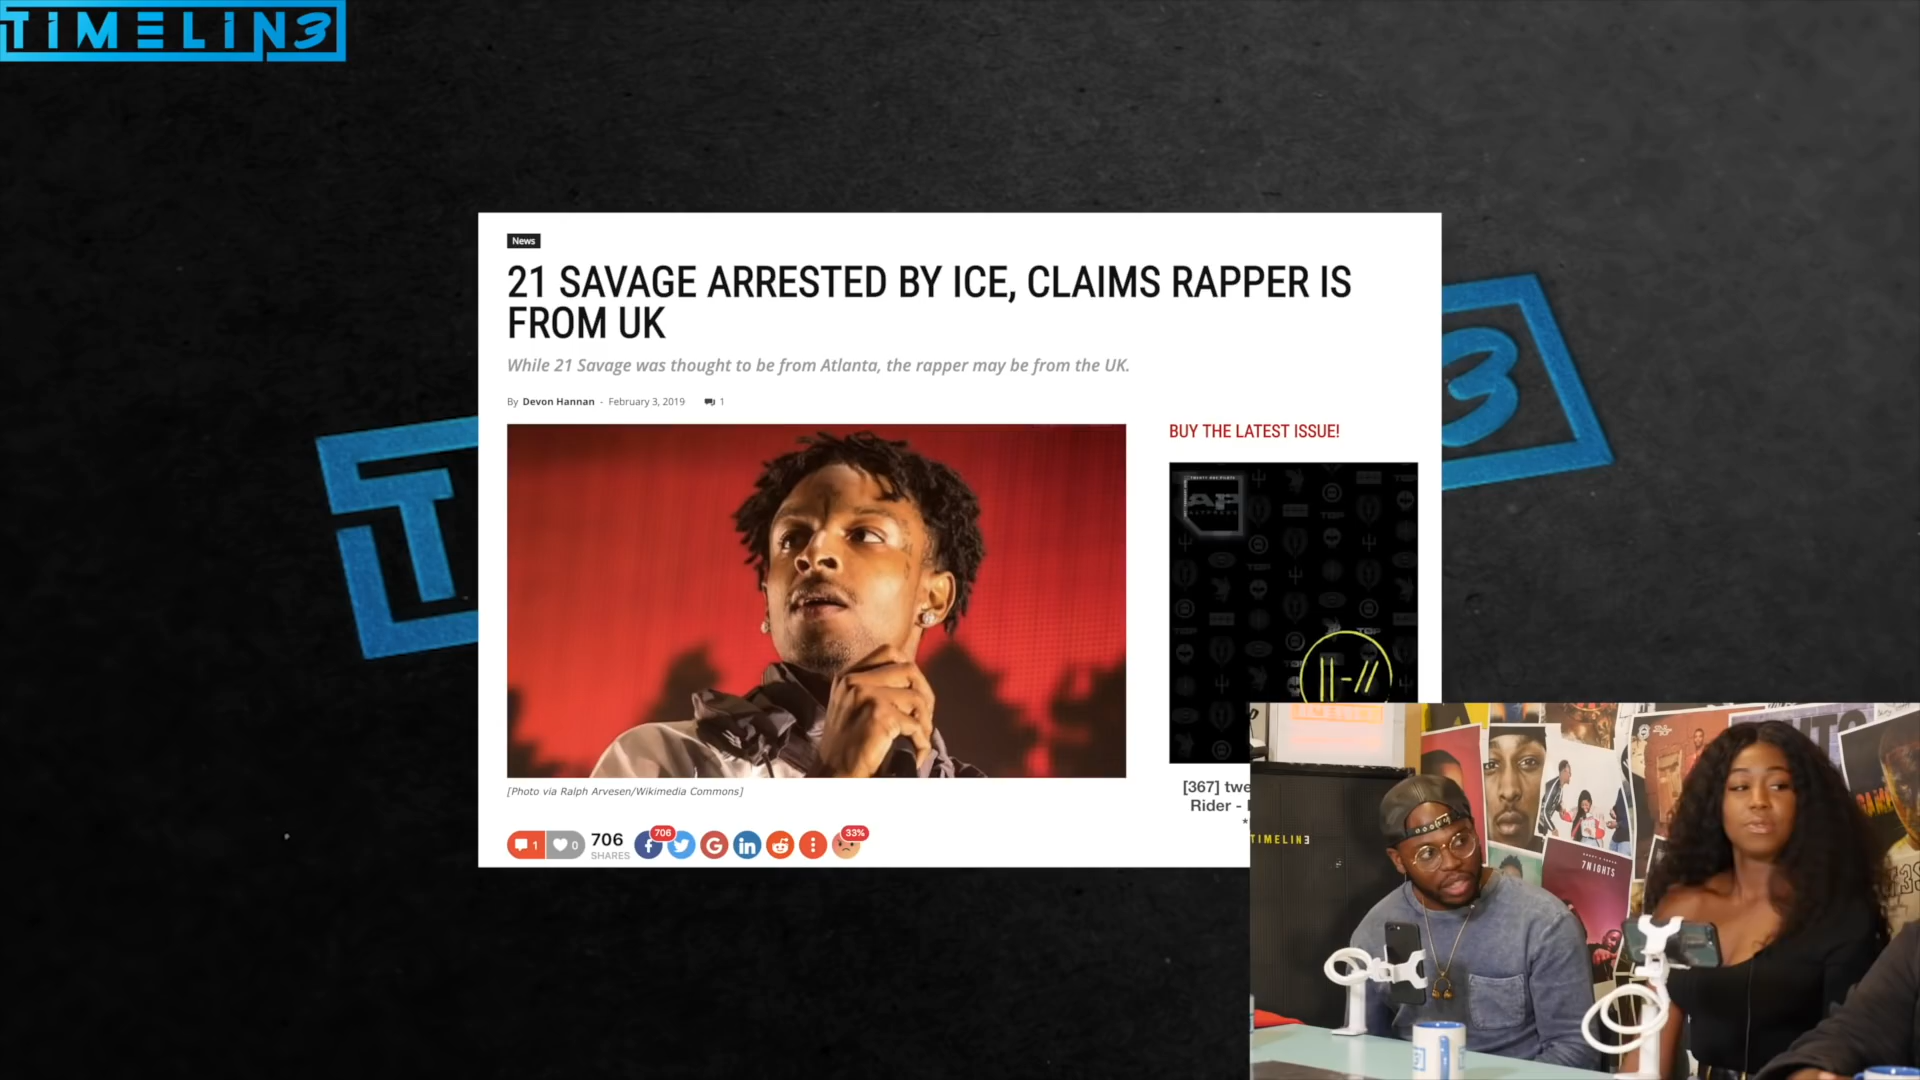 TIMELIN3
News
21 SAVAGE ARRESTED BY ICE, CLAIMS RAPPER IS
FROM UK
While 21 Savage was thought to be from Atlanta, the rapper may be from the UK.
By Devon Hannan - February 3, 2019 1
BUY THE LATEST ISSUE!
[Photo via Ralph Arvesen/Wikimedia Commons]
[367] twe
Rider -
1 0 706 SHARES 706 33%
T
3
TIMELIN3
7NIGHTS